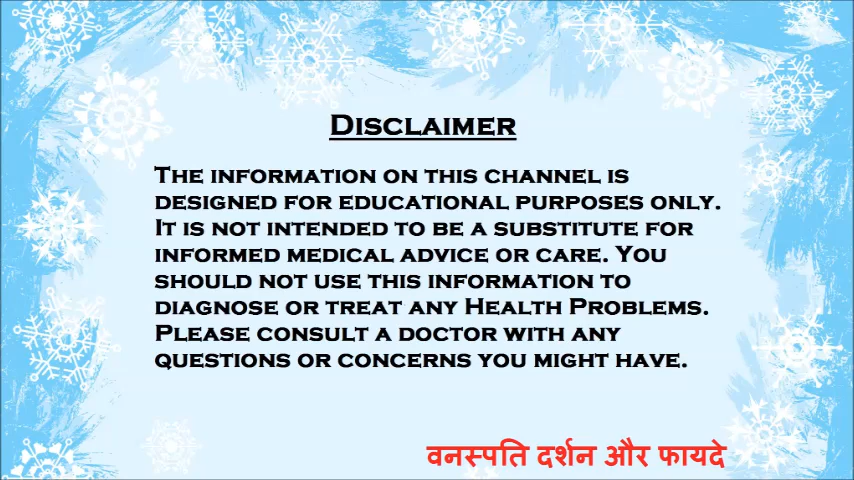 Disclaimer
The information on this channel is
designed for educational purposes only.
It is not intended to be a substitute for
informed medical advice or care. You
should not use this information to
diagnose or treat any Health Problems.
Please consult a doctor with any
questions or concerns you might have.
वनस्पति दर्शन और फायदे